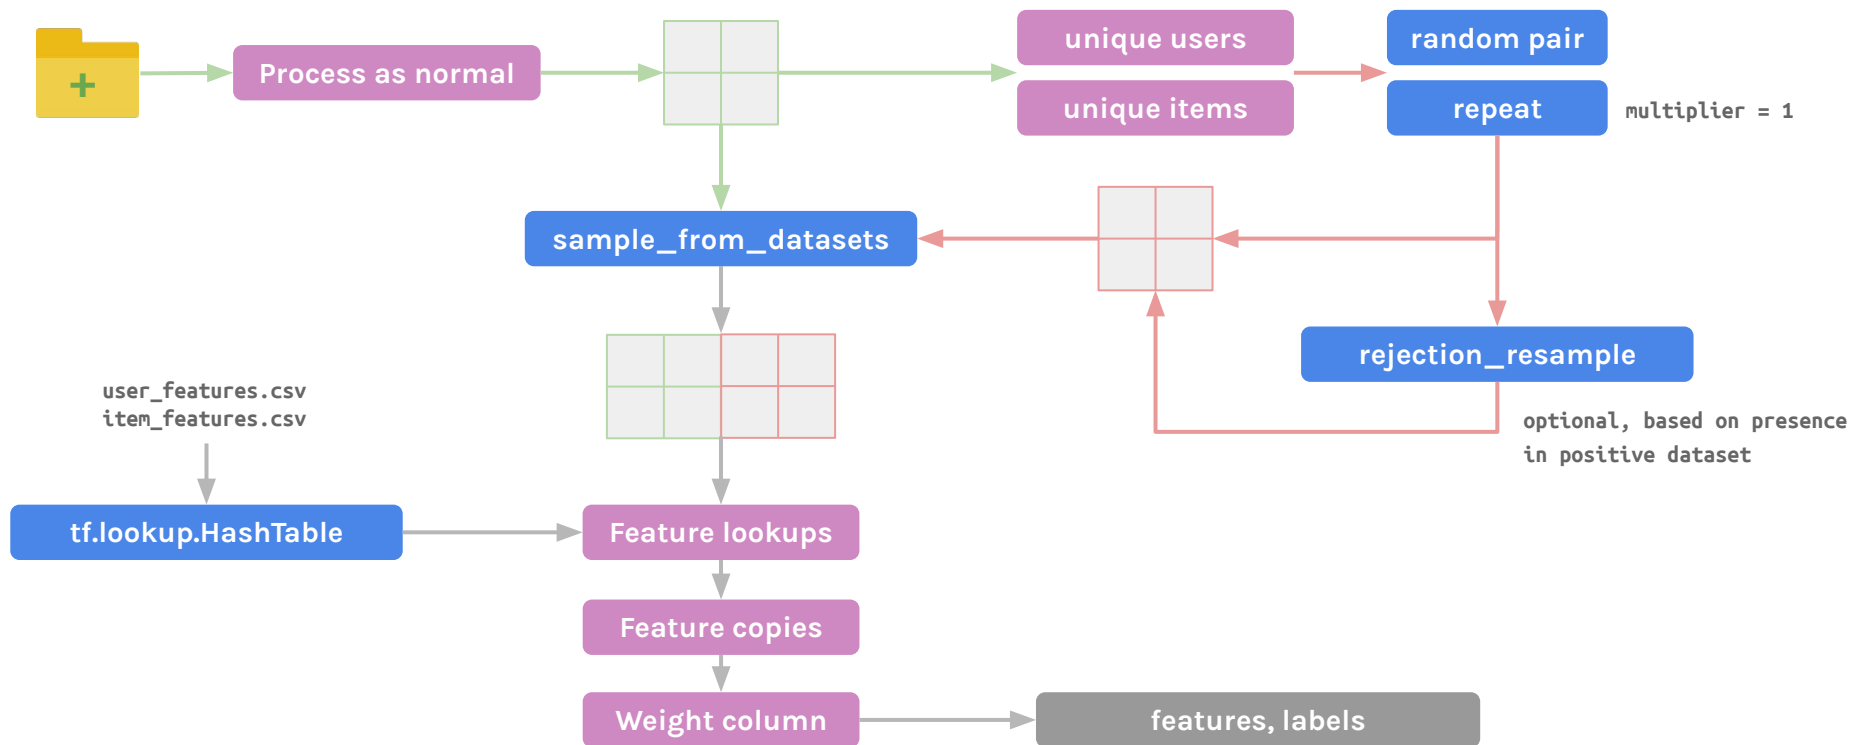 Process as normal
unique users
unique items
random pair
repeat
multiplier = 1
sample_from_datasets
rejection_resample
optional, based on presence
in positive dataset
user_features.csv
item_features.csv
tf.lookup.HashTable
Feature lookups
Feature copies
Weight column
features, labels